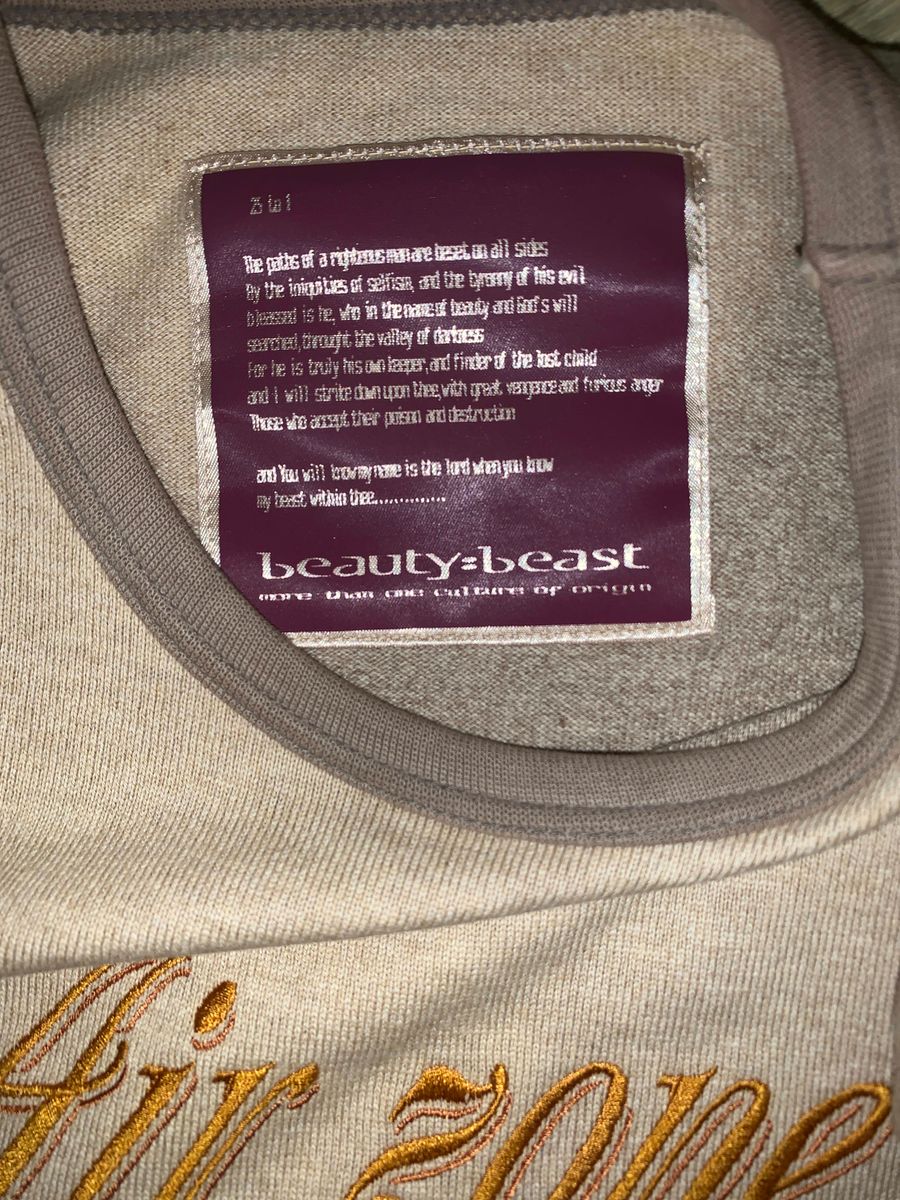 23 to 1
The paths of a righteous man are beset on all sides
By the iniquities of selfish, and the tyranny of his evil
bleassed is he, who in the name of beauty and God's will
searched, throught the valley of darkness
For he is truly his own keeper, and finder of the lost child
and I will strike down upon thee, with great vengence and furious anger
Those who accept their poison and destruction
and You will know my name is the lord when you know
my beast within thee..............
beauty:beast
more than one culture of origin
Air zone